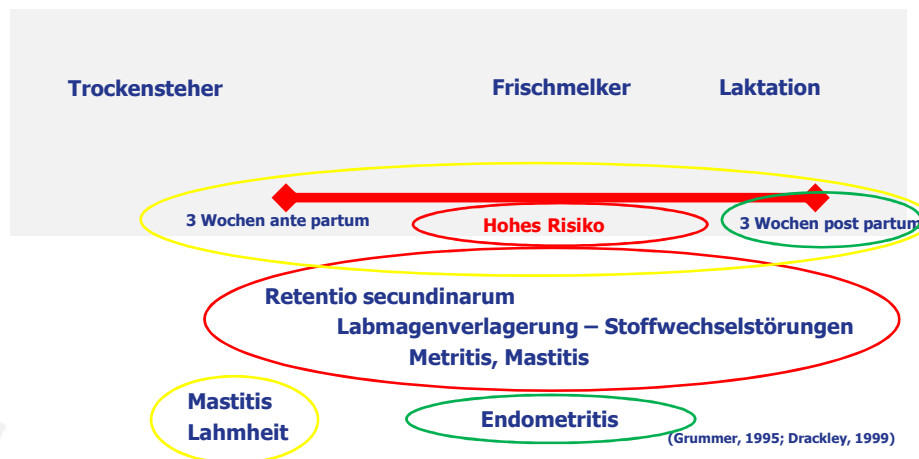 Trockensteher Frischmelker Laktation
3 Wochen ante partum Hohes Risiko 3 Wochen post partum
Retentio secundinarum
Labmagenverlagerung – Stoffwechselstörungen
Metritis, Mastitis
Mastitis
Lahmheit
Endometritis
(Grummer, 1995; Drackley, 1999)